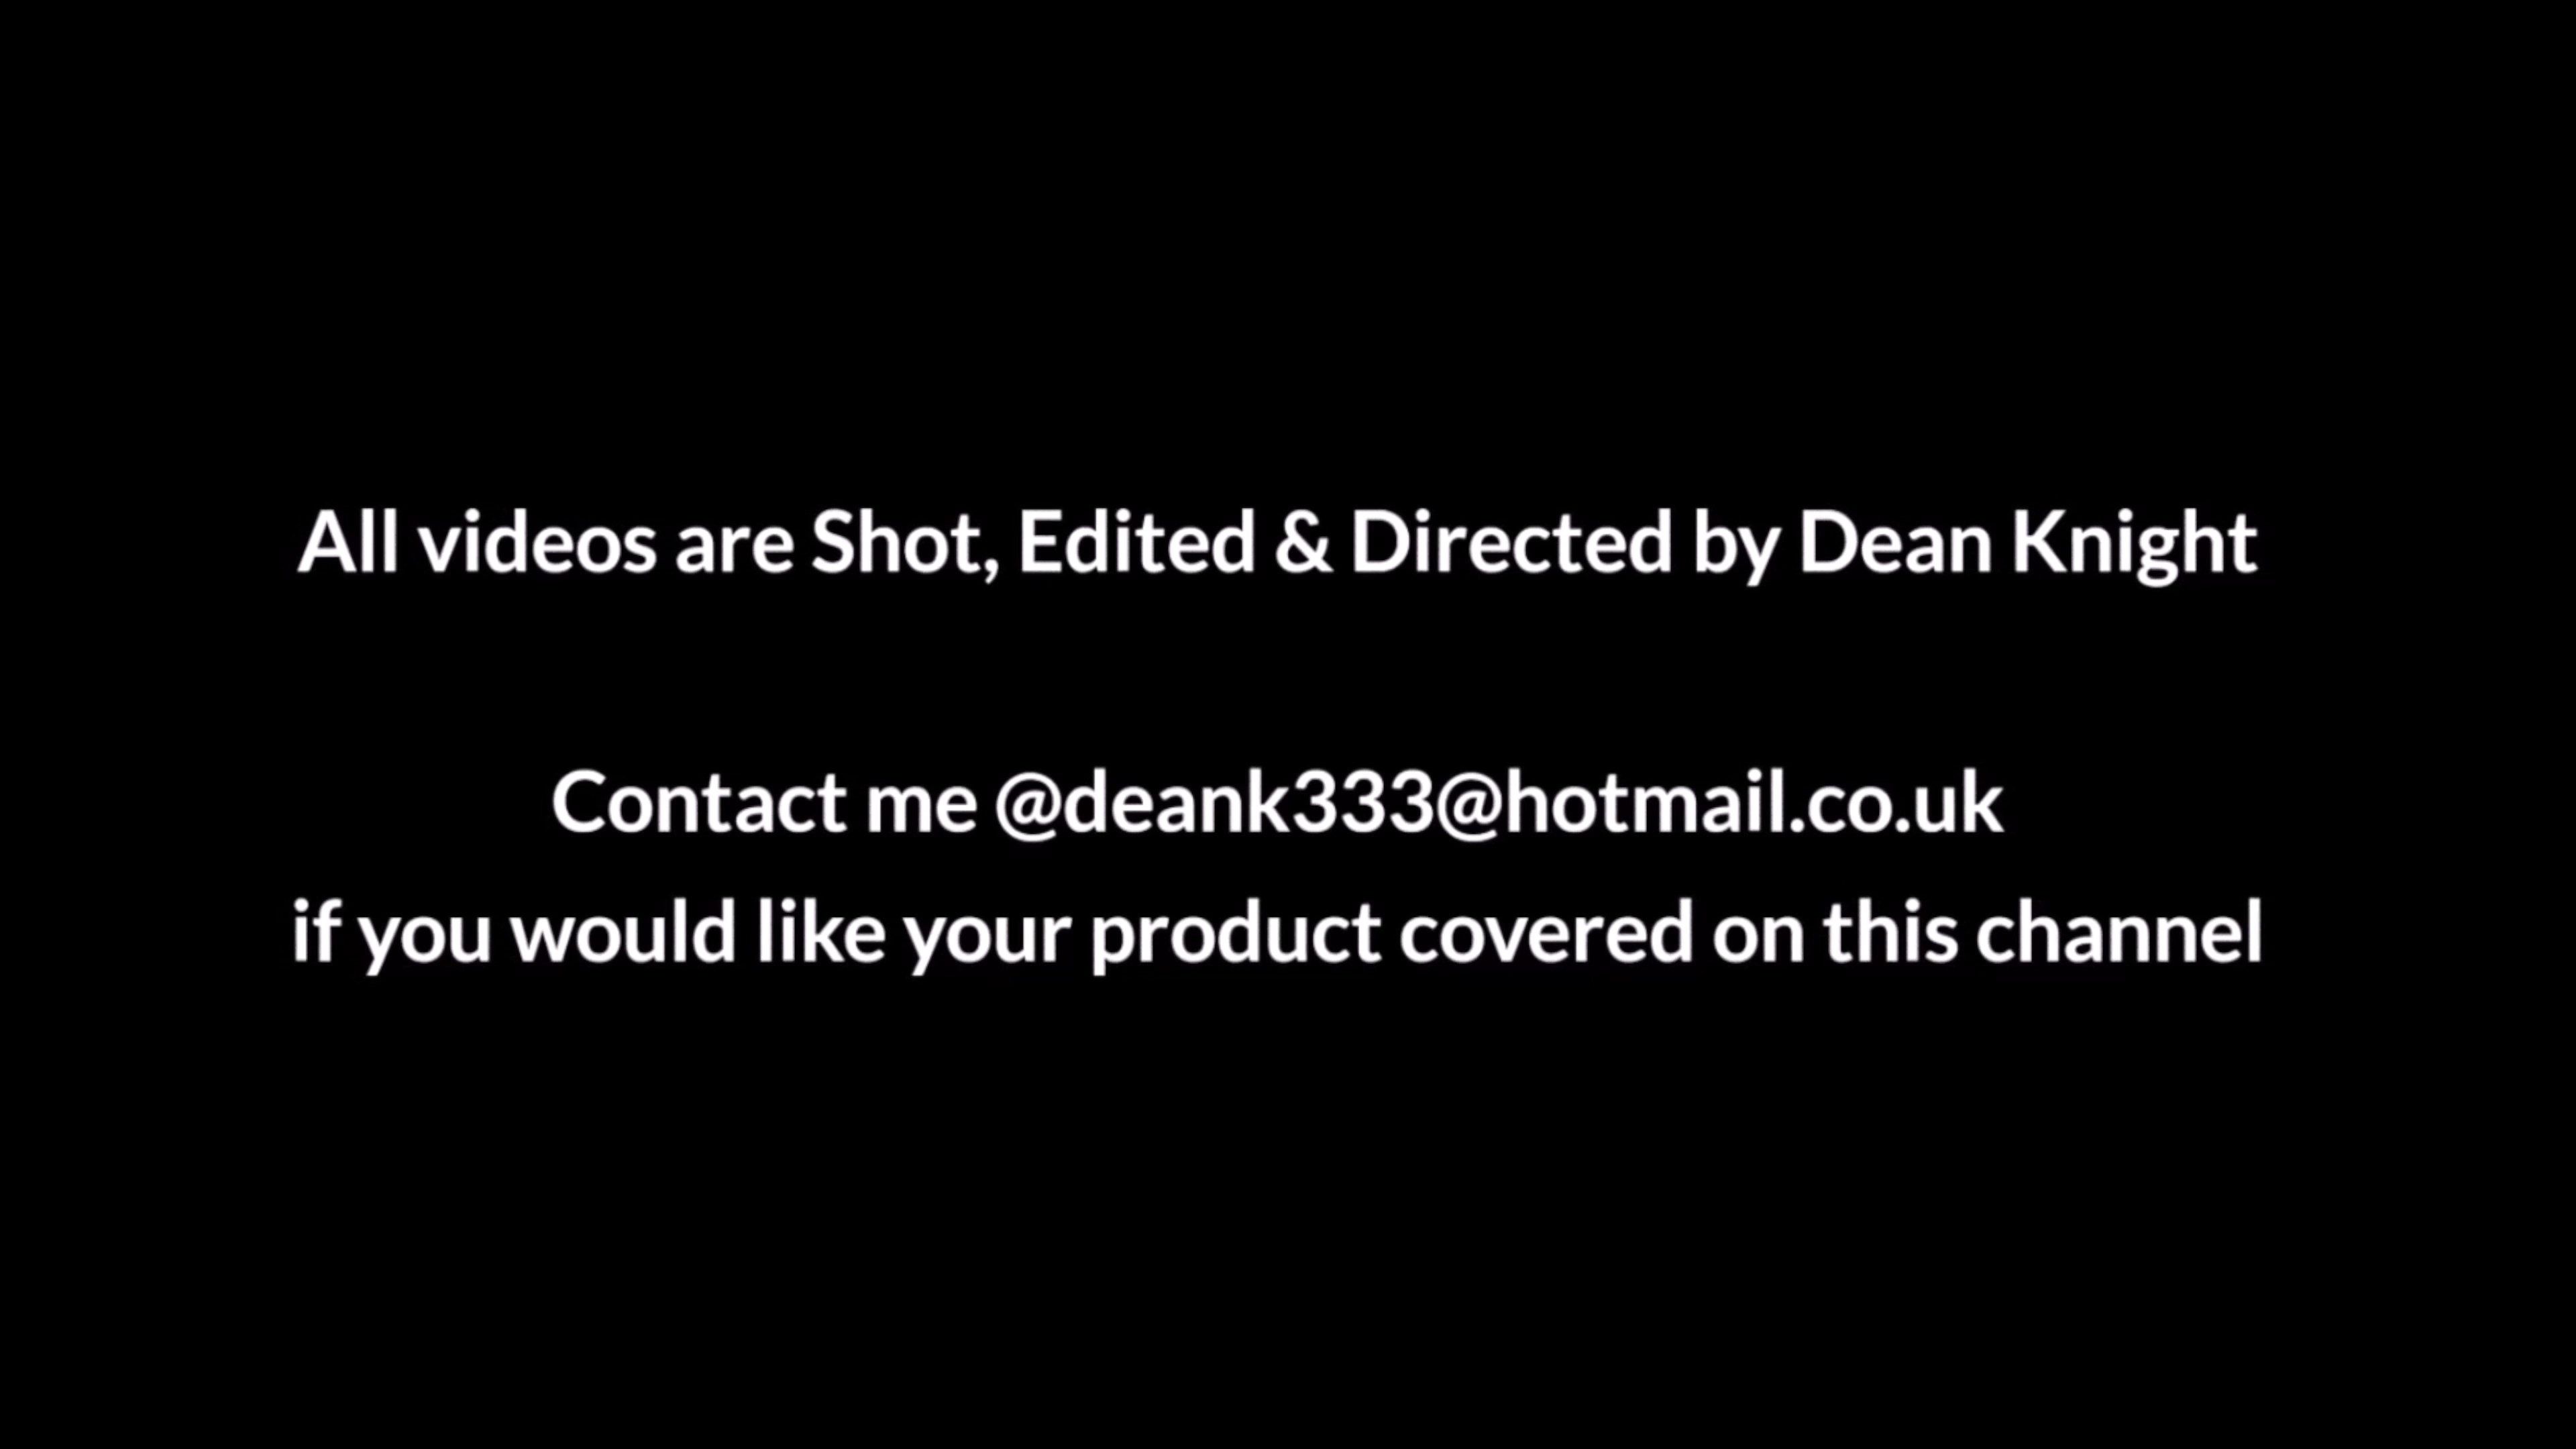 All videos are Shot, Edited & Directed by Dean Knight
Contact me @deank333@hotmail.co.uk
if you would like your product covered on this channel